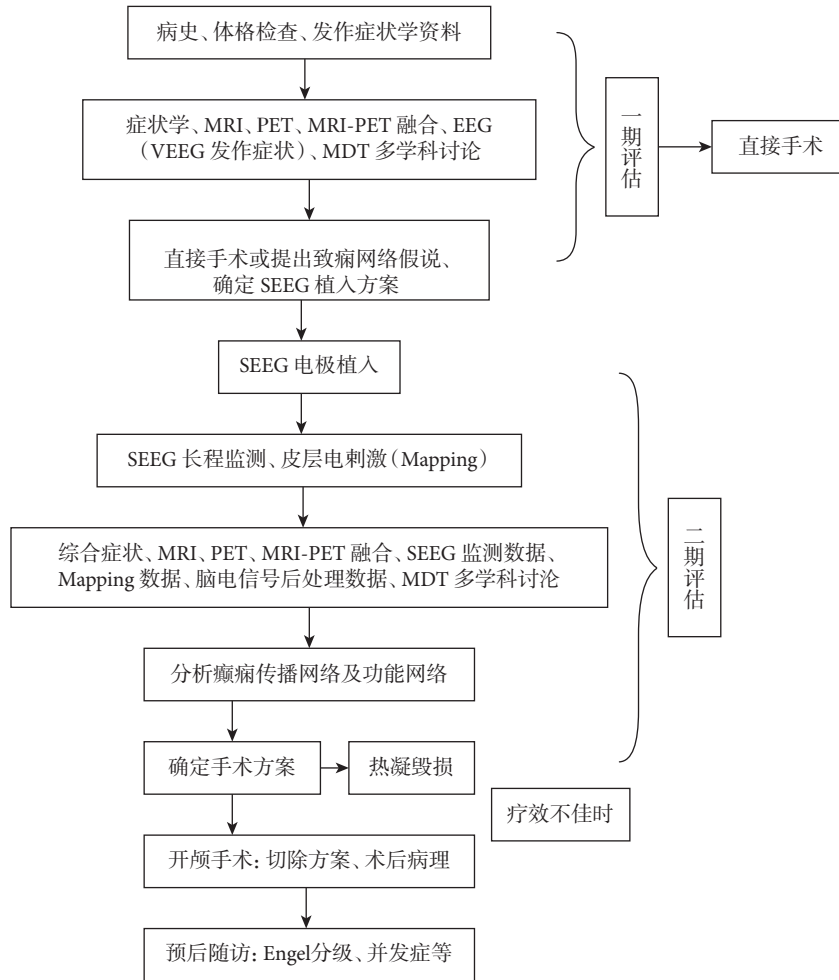 病史、体格检查、发作症状学资料
症状学、MRI、PET、MRI-PET 融合、EEG
（VEEG 发作症状）、MDT 多学科讨论
一期评估
直接手术
直接手术或提出致痫网络假说、
确定 SEEG 植入方案
SEEG 电极植入
SEEG 长程监测、皮层电刺激（Mapping）
综合症状、MRI、PET、MRI-PET 融合、SEEG 监测数据、
Mapping 数据、脑电信号后处理数据、MDT 多学科讨论
二期评估
分析癫痫传播网络及功能网络
确定手术方案
热凝毁损
疗效不佳时
开颅手术：切除方案、术后病理
预后随访：Engel分级、并发症等